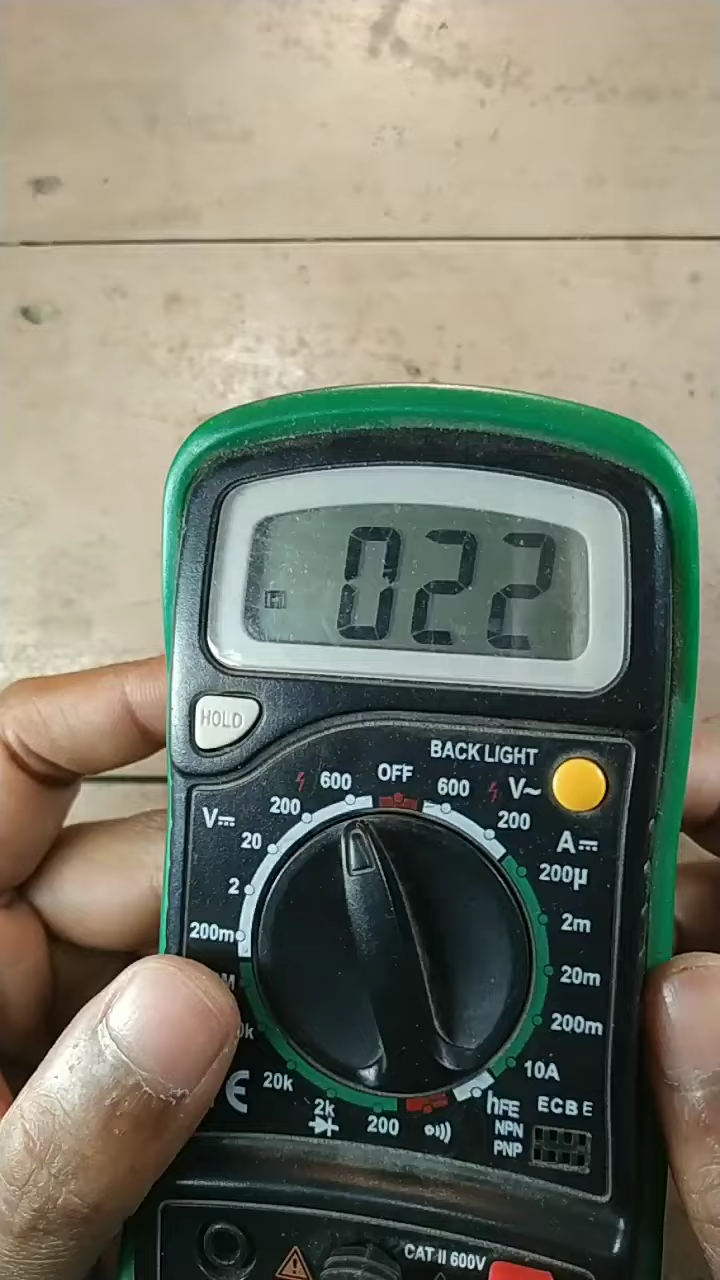 H
022
HOLD
BACK LIGHT
OFF
600
200
20
2
200m
V
600
200
V~
A
200µ
2m
20m
200m
10A
hFE
ECBE
NPN
PNP
20k
2k
200
CE
CAT II 600V